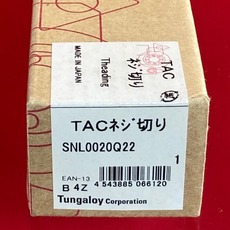 TAC
ネジ切り
Theading
MADE IN JAPAN
TACネジ切り
SNL0020Q22
1
EAN-13
B 4Z 4 543885 066120
Tungaloy Corporation